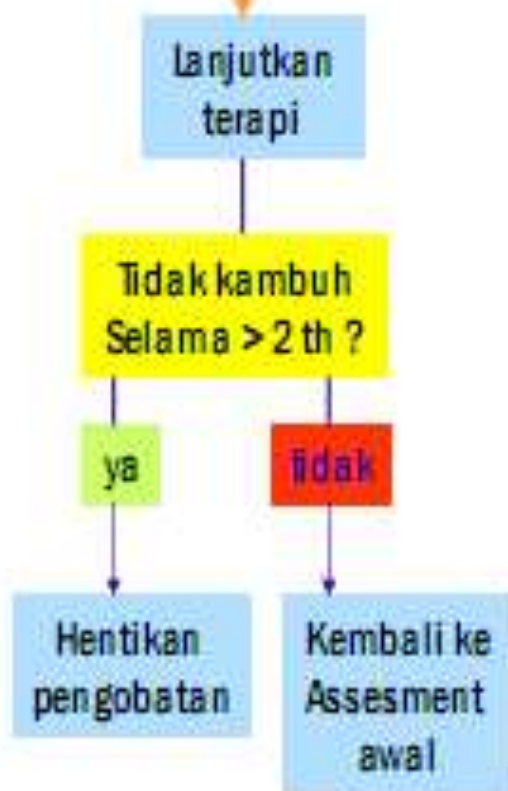 Lanjutkan
terapi
Tidak kambuh
Selama > 2 th ?
ya
tidak
Hentikan
pengobatan
Kembali ke
Assesment
awal